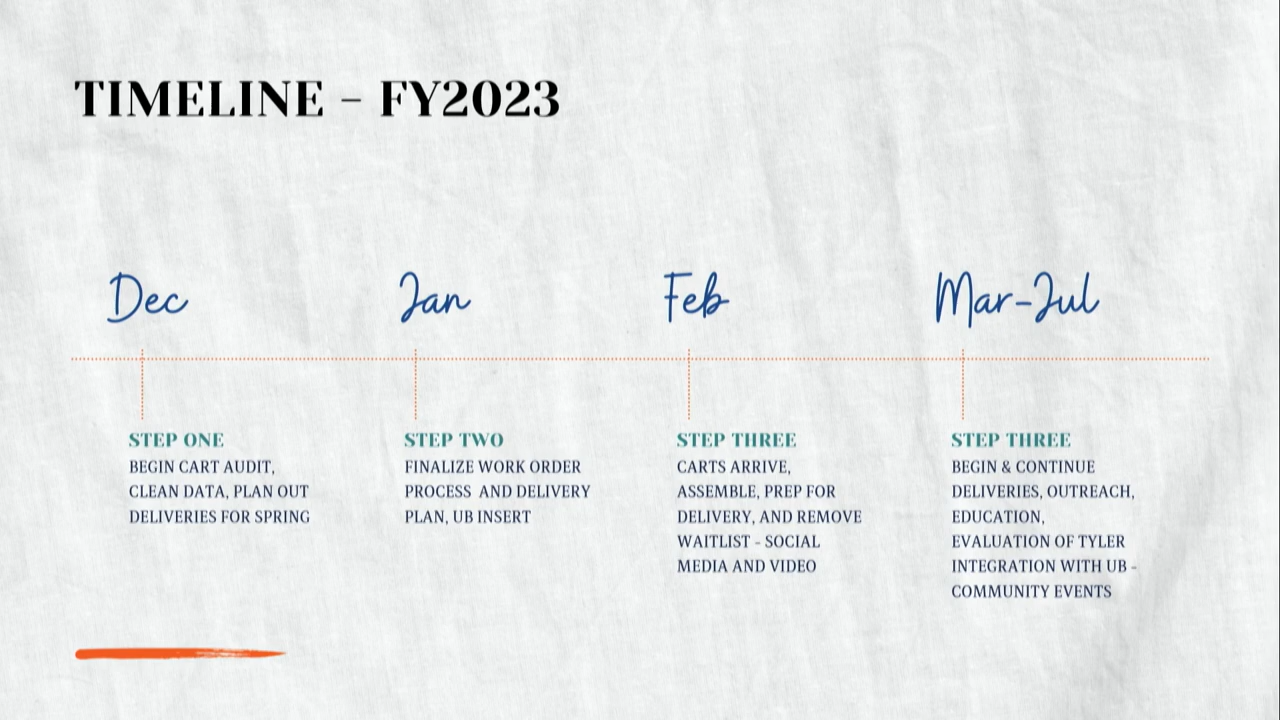 TIMELINE - FY2023
Dec
Jan
Feb
Mar-Jul
STEP ONE
BEGIN CART AUDIT,
CLEAN DATA, PLAN OUT
DELIVERIES FOR SPRING
STEP TWO
FINALIZE WORK ORDER
PROCESS AND DELIVERY
PLAN, UB INSERT
STEP THREE
CARTS ARRIVE,
ASSEMBLE, PREP FOR
DELIVERY, AND REMOVE
WAITLIST - SOCIAL
MEDIA AND VIDEO
STEP THREE
BEGIN & CONTINUE
DELIVERIES, OUTREACH,
EDUCATION,
EVALUATION OF TYLER
INTEGRATION WITH UB -
COMMUNITY EVENTS